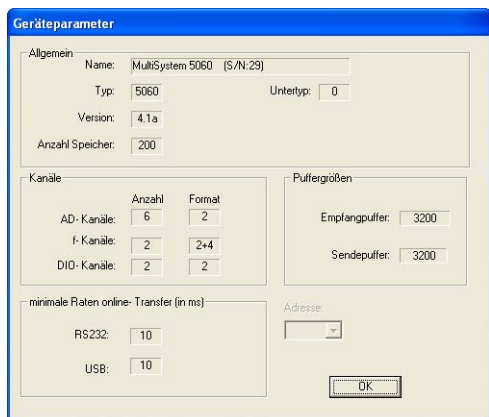 Geräteparameter
Allgemein
Name: MultiSystem 5060 (S/N:29)
Typ: 5060 Untertyp: 0
Version: 4.1a
Anzahl Speicher: 200
Kanäle
Anzahl Format
AD- Kanäle: 6 2
f- Kanäle: 2 2+4
DIO- Kanäle: 2 2
Puffergrößen
Empfangpuffer: 3200
Sendepuffer: 3200
minimale Raten online- Transfer (in ms)
RS232: 10
USB: 10
Adresse:
OK